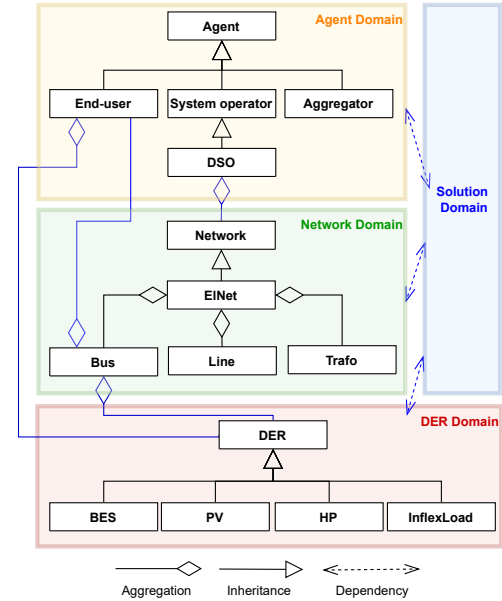 Agent
Agent Domain
End-user
System operator
Aggregator
DSO
Solution
Domain
Network
Network Domain
ElNet
Bus
Line
Trafo
DER
DER Domain
BES
PV
HP
InflexLoad
Aggregation
Inheritance
Dependency